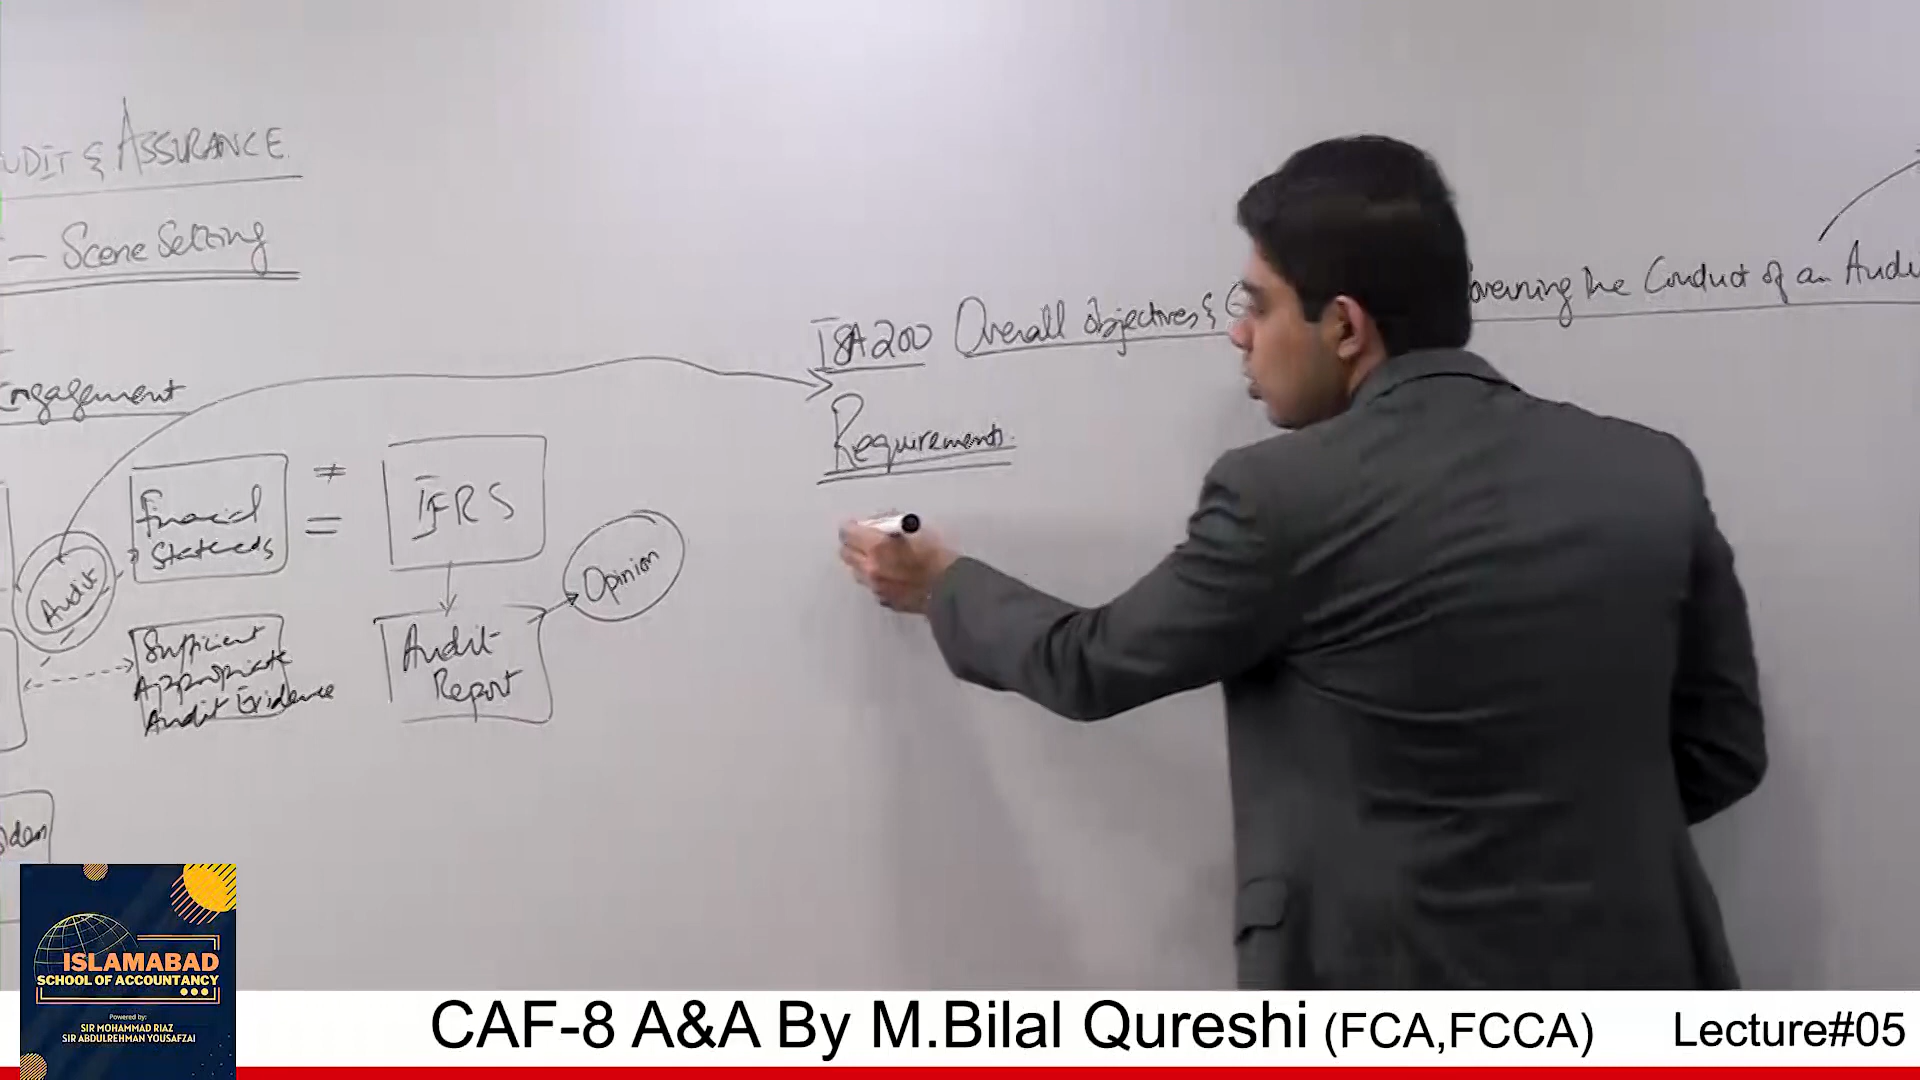 AUDIT & ASSURANCE
— Scene Setting
Engagement
Audit
Financial
Statements
≠
=
IFRS
Sufficient
Appropriate
Audit Evidence
Audit
Report
Opinion
ISA 200 Overall Objectives & Governing the Conduct of an Audit
Requirements
ISLAMABAD
SCHOOL OF ACCOUNTANCY
Powered by:
SIR MOHAMMAD RIAZ
SIR ABDULREHMAN YOUSAFZAI
CAF-8 A&A By M.Bilal Qureshi (FCA,FCCA)
Lecture#05